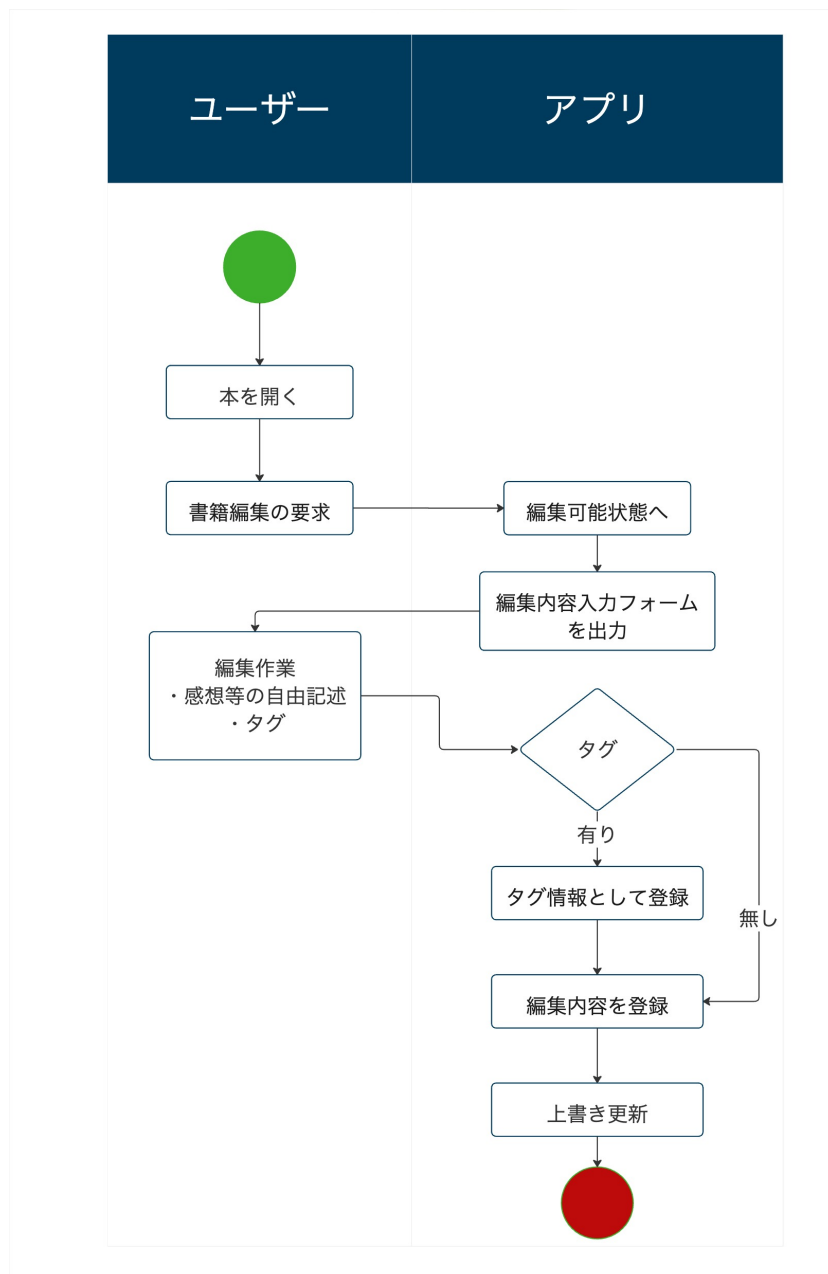 ユーザー
アプリ
本を開く
書籍編集の要求
編集可能状態へ
編集内容入力フォーム
を出力
編集作業
・感想等の自由記述
・タグ
タグ
有り
タグ情報として登録
無し
編集内容を登録
上書き更新